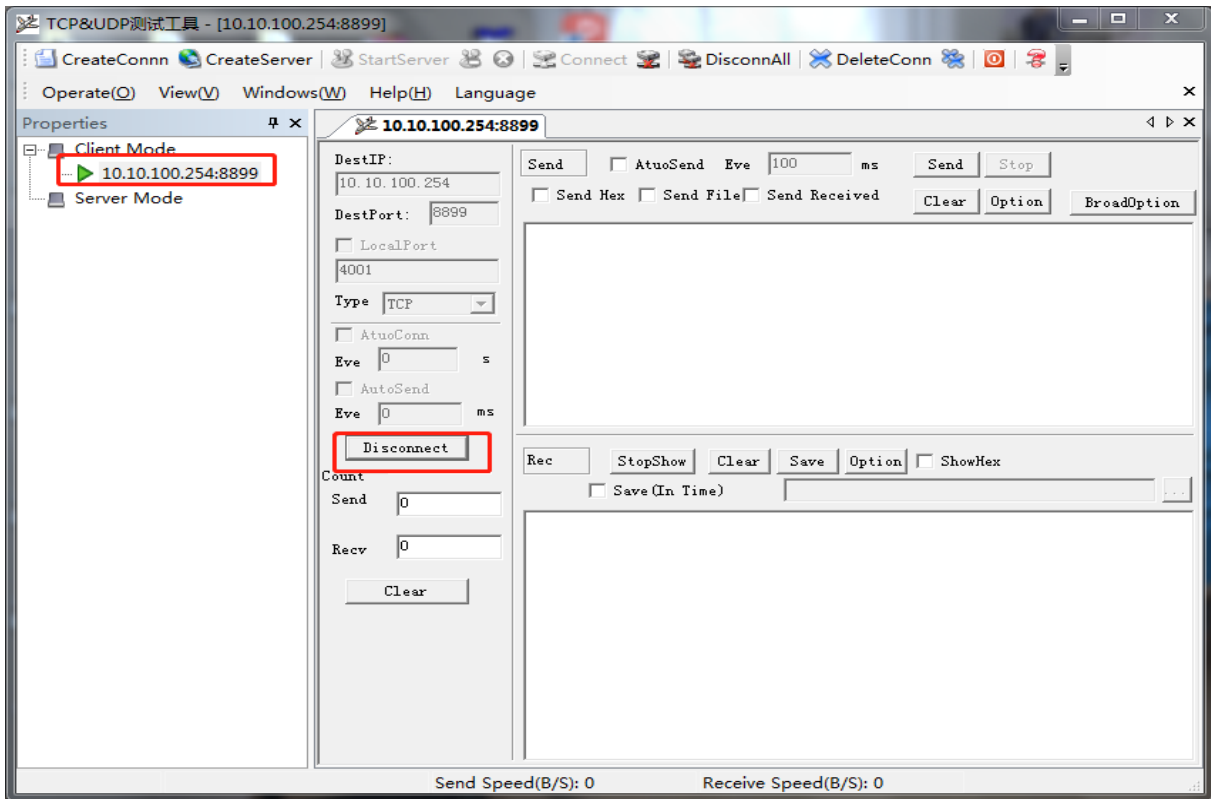 TCP&UDP测试工具 - [10.10.100.254:8899]
CreateConnn CreateServer StartServer Connect DisconnAll DeleteConn
Operate(O) View(V) Windows(W) Help(H) Language
Properties
Client Mode
10.10.100.254:8899
Server Mode
10.10.100.254:8899
DestIP:
10.10.100.254
DestPort: 8899
LocalPort
4001
Type TCP
AtuoConn
Eve 0 s
AutoSend
Eve 0 ms
Disconnect
Count
Send 0
Recv 0
Clear
Send AtuoSend Eve 100 ms Send Stop
Send Hex Send File Send Received Clear Option BroadOption
Rec StopShow Clear Save Option ShowHex
Save(In Time) ...
Send Speed(B/S): 0 Receive Speed(B/S): 0